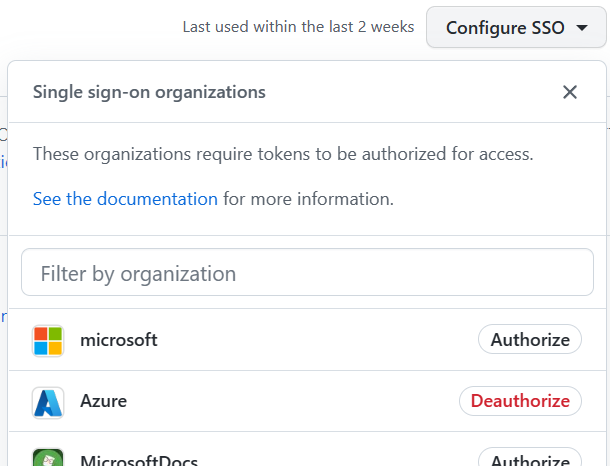 Last used within the last 2 weeks Configure SSO
Single sign-on organizations
These organizations require tokens to be authorized for access.
See the documentation for more information.
Filter by organization
microsoft Authorize
Azure Deauthorize
MicrosoftDocs Authorize